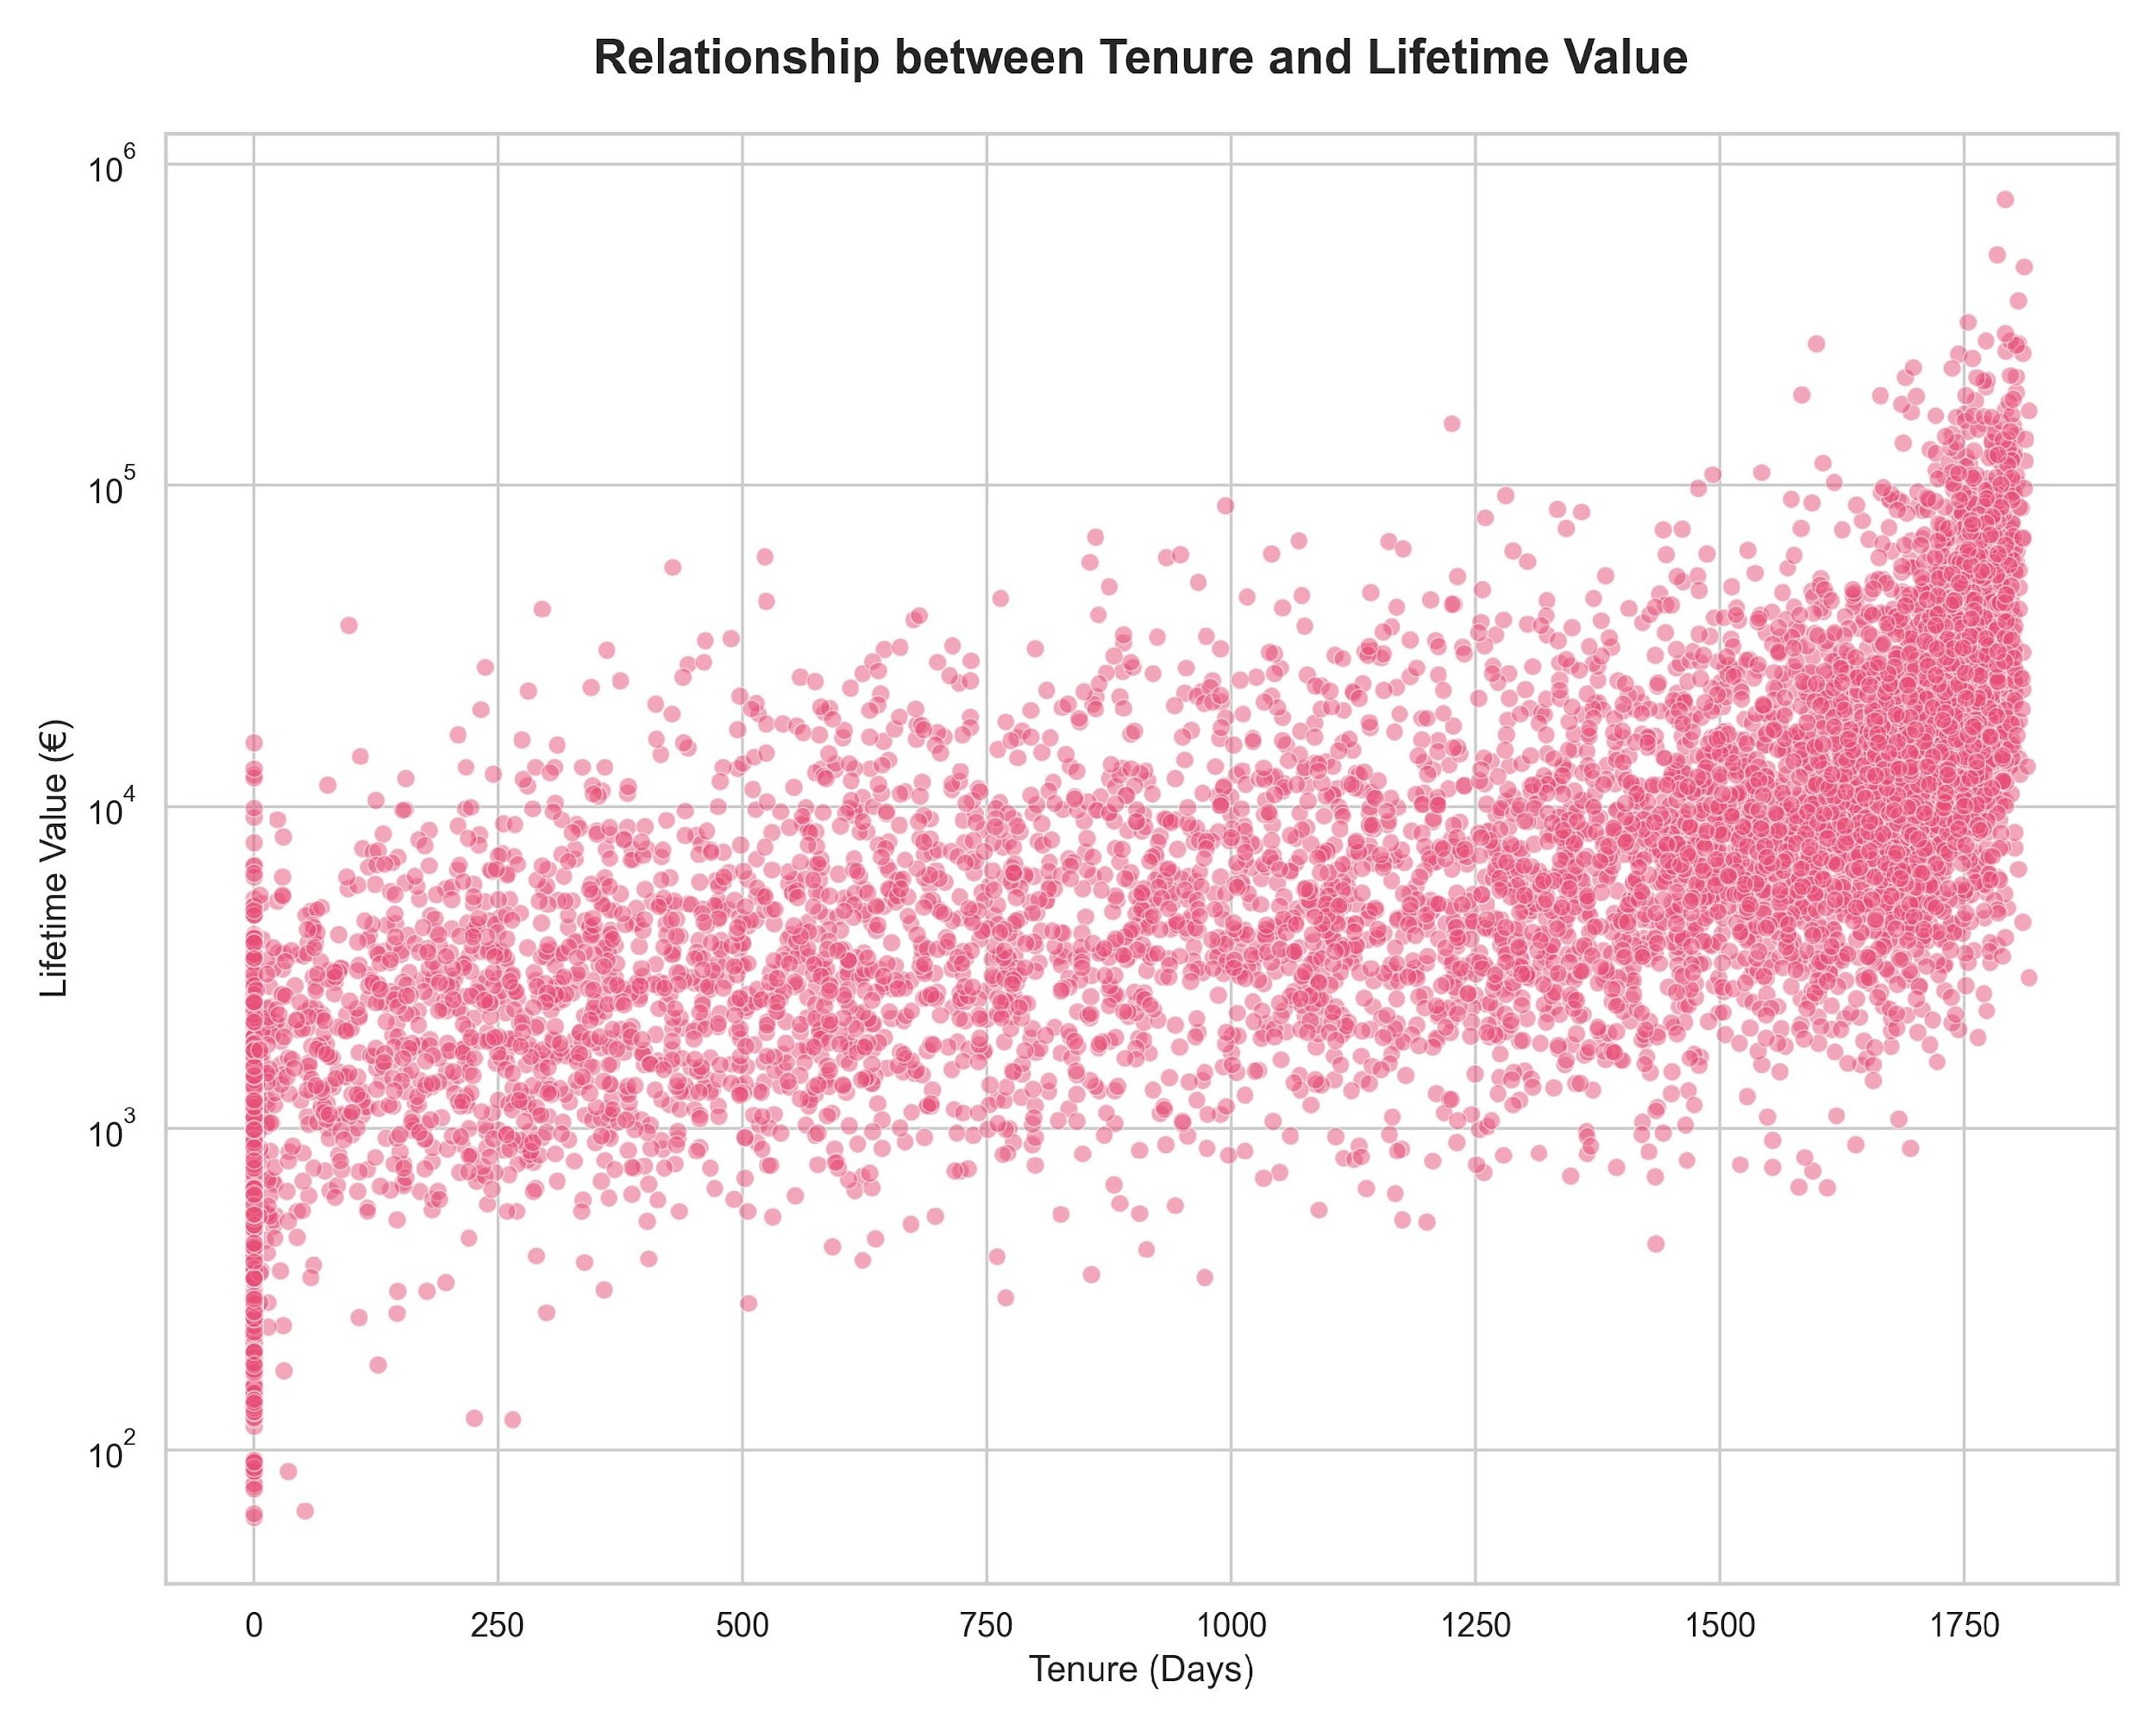 Relationship between Tenure and Lifetime Value
10^6
10^5
10^4
10^3
10^2
Lifetime Value (€)
0 250 500 750 1000 1250 1500 1750
Tenure (Days)